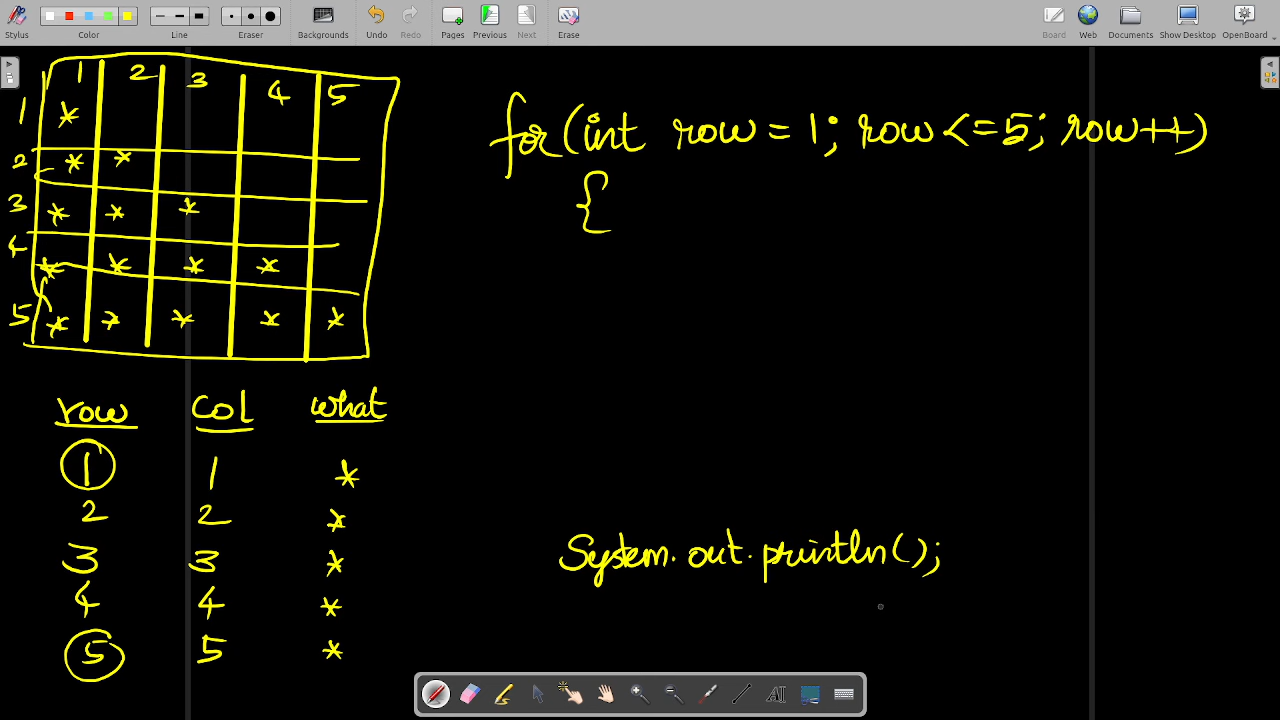 Stylus Color Line Eraser Backgrounds Undo Redo Pages Previous Next Erase Board Web Documents Show Desktop OpenBoard
1 2 3 4 5
1 *
2 * *
3 * * *
4 * * * *
5 * * * * *
for(int row = 1; row <= 5; row++)
{
row col what
1 1 *
2 2 *
3 3 *
4 4 *
5 5 *
System.out.println();
AI